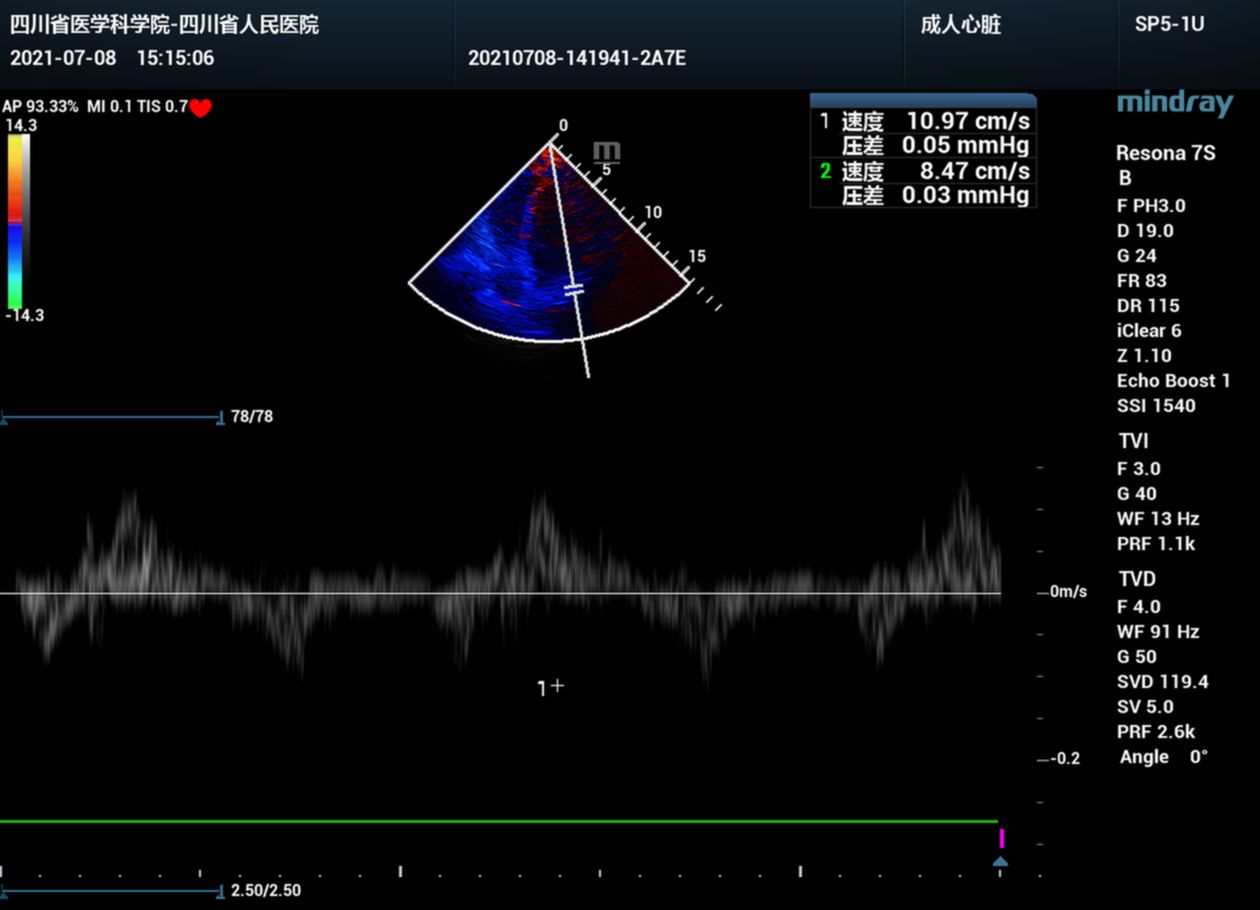 四川省医学科学院-四川省人民医院
成人心脏
SP5-1U
2021-07-08 15:15:06
20210708-141941-2A7E
mindray
AP 93.33% MI 0.1 TIS 0.7
14.3
-14.3
0
m
5
10
15
1 速度 10.97 cm/s
压差 0.05 mmHg
2 速度 8.47 cm/s
压差 0.03 mmHg
Resona 7S
B
F PH3.0
D 19.0
G 24
FR 83
DR 115
iClear 6
Z 1.10
Echo Boost 1
SSI 1540
TVI
F 3.0
G 40
WF 13 Hz
PRF 1.1k
TVD
F 4.0
WF 91 Hz
G 50
SVD 119.4
SV 5.0
PRF 2.6k
Angle 0°
78/78
0m/s
1+
-0.2
2.50/2.50